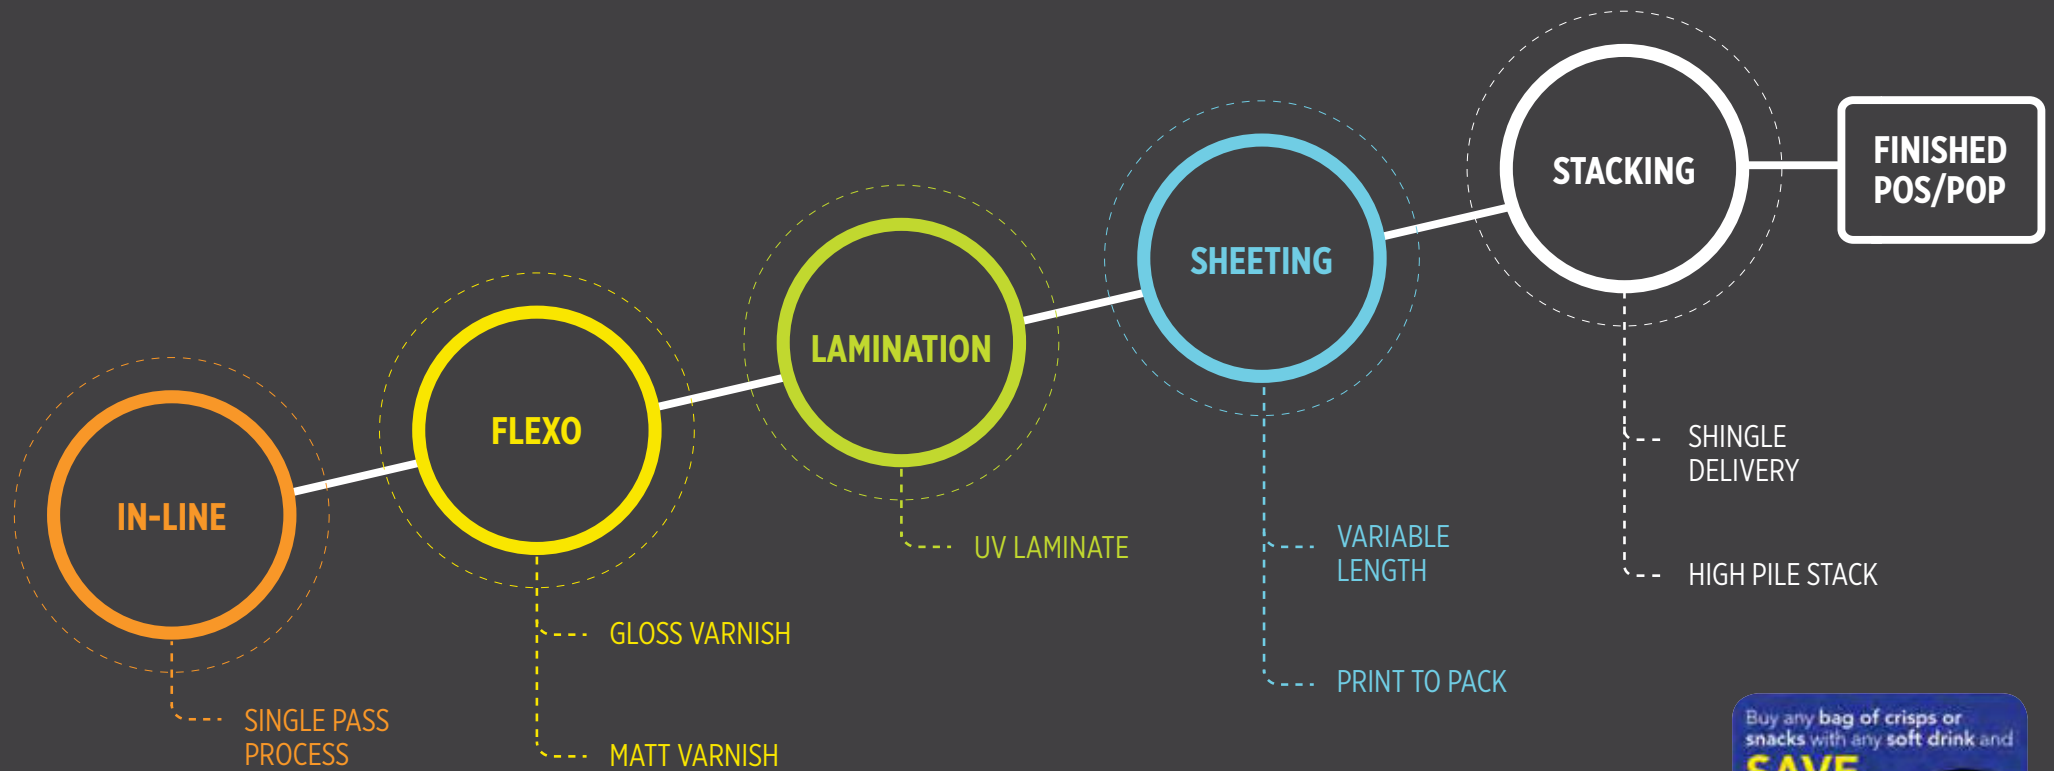 IN-LINE
SINGLE PASS
PROCESS
FLEXO
GLOSS VARNISH
MATT VARNISH
LAMINATION
UV LAMINATE
SHEETING
VARIABLE
LENGTH
PRINT TO PACK
STACKING
SHINGLE
DELIVERY
HIGH PILE STACK
FINISHED
POS/POP
Buy any bag of crisps or
snacks with any soft drink and
SAVE